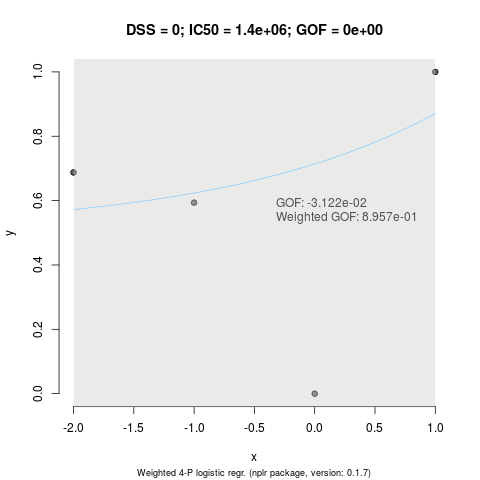 DSS = 0; IC50 = 1.4e+06; GOF = 0e+00
1.0
0.8
0.6
0.4
0.2
0.0
y
GOF: -3.122e-02
Weighted GOF: 8.957e-01
-2.0 -1.5 -1.0 -0.5 0.0 0.5 1.0
x
Weighted 4-P logistic regr. (nplr package, version: 0.1.7)